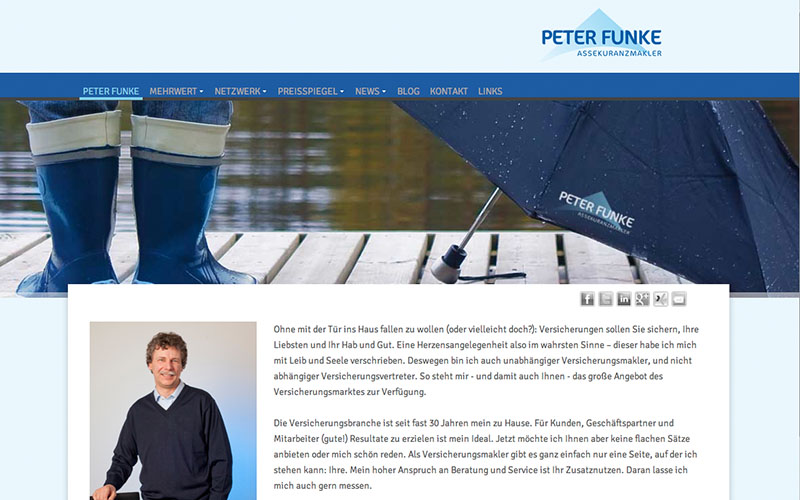 PETER FUNKE
ASSEKURANZMAKLER
PETER FUNKE MEHRWERT NETZWERK PREISSPIEGEL NEWS BLOG KONTAKT LINKS
PETER FUNKE
ASSEKURANZMAKLER
Ohne mit der Tür ins Haus fallen zu wollen (oder vielleicht doch?): Versicherungen sollen Sie sichern, Ihre
Liebsten und Ihr Hab und Gut. Eine Herzensangelegenheit also im wahrsten Sinne – dieser habe ich mich
mit Leib und Seele verschrieben. Deswegen bin ich auch unabhängiger Versicherungsmakler, und nicht
abhängiger Versicherungsvertreter. So steht mir - und damit auch Ihnen - das große Angebot des
Versicherungsmarktes zur Verfügung.
Die Versicherungsbranche ist seit fast 30 Jahren mein zu Hause. Für Kunden, Geschäftspartner und
Mitarbeiter (gute!) Resultate zu erzielen ist mein Ideal. Jetzt möchte ich Ihnen aber keine flachen Sätze
anbieten oder mich schön reden. Als Versicherungsmakler gibt es ganz einfach nur eine Seite, auf der ich
stehen kann: Ihre. Mein hoher Anspruch an Beratung und Service ist Ihr Zusatznutzen. Daran lasse ich
mich auch gern messen.